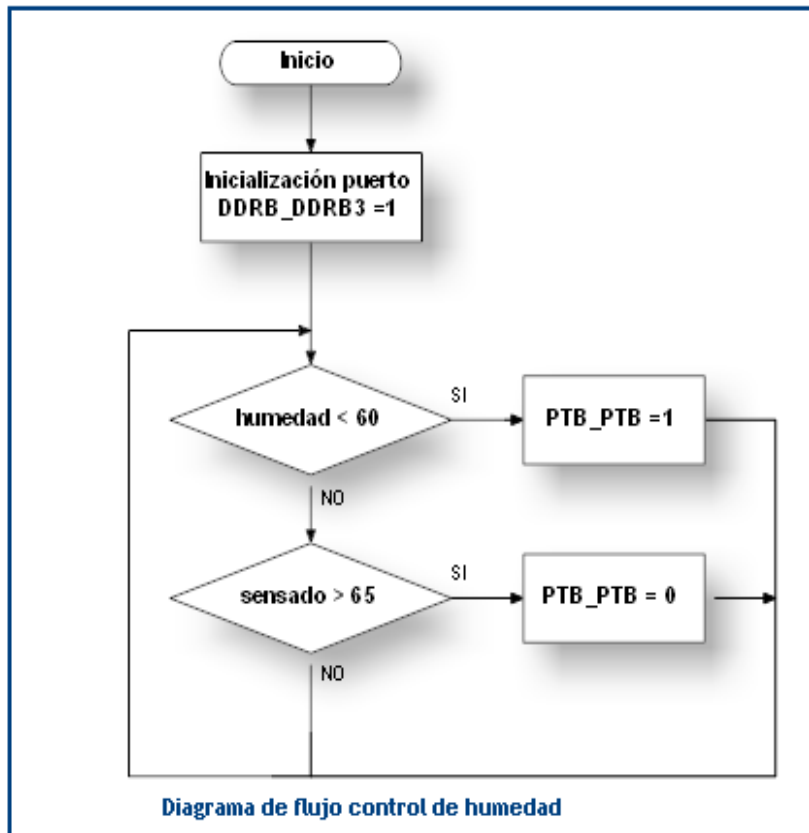 Inicio
Inicialización puerto
DDRB_DDRB3 =1
humedad < 60
SI
PTB_PTB =1
NO
sensado > 65
SI
PTB_PTB = 0
NO
Diagrama de flujo control de humedad